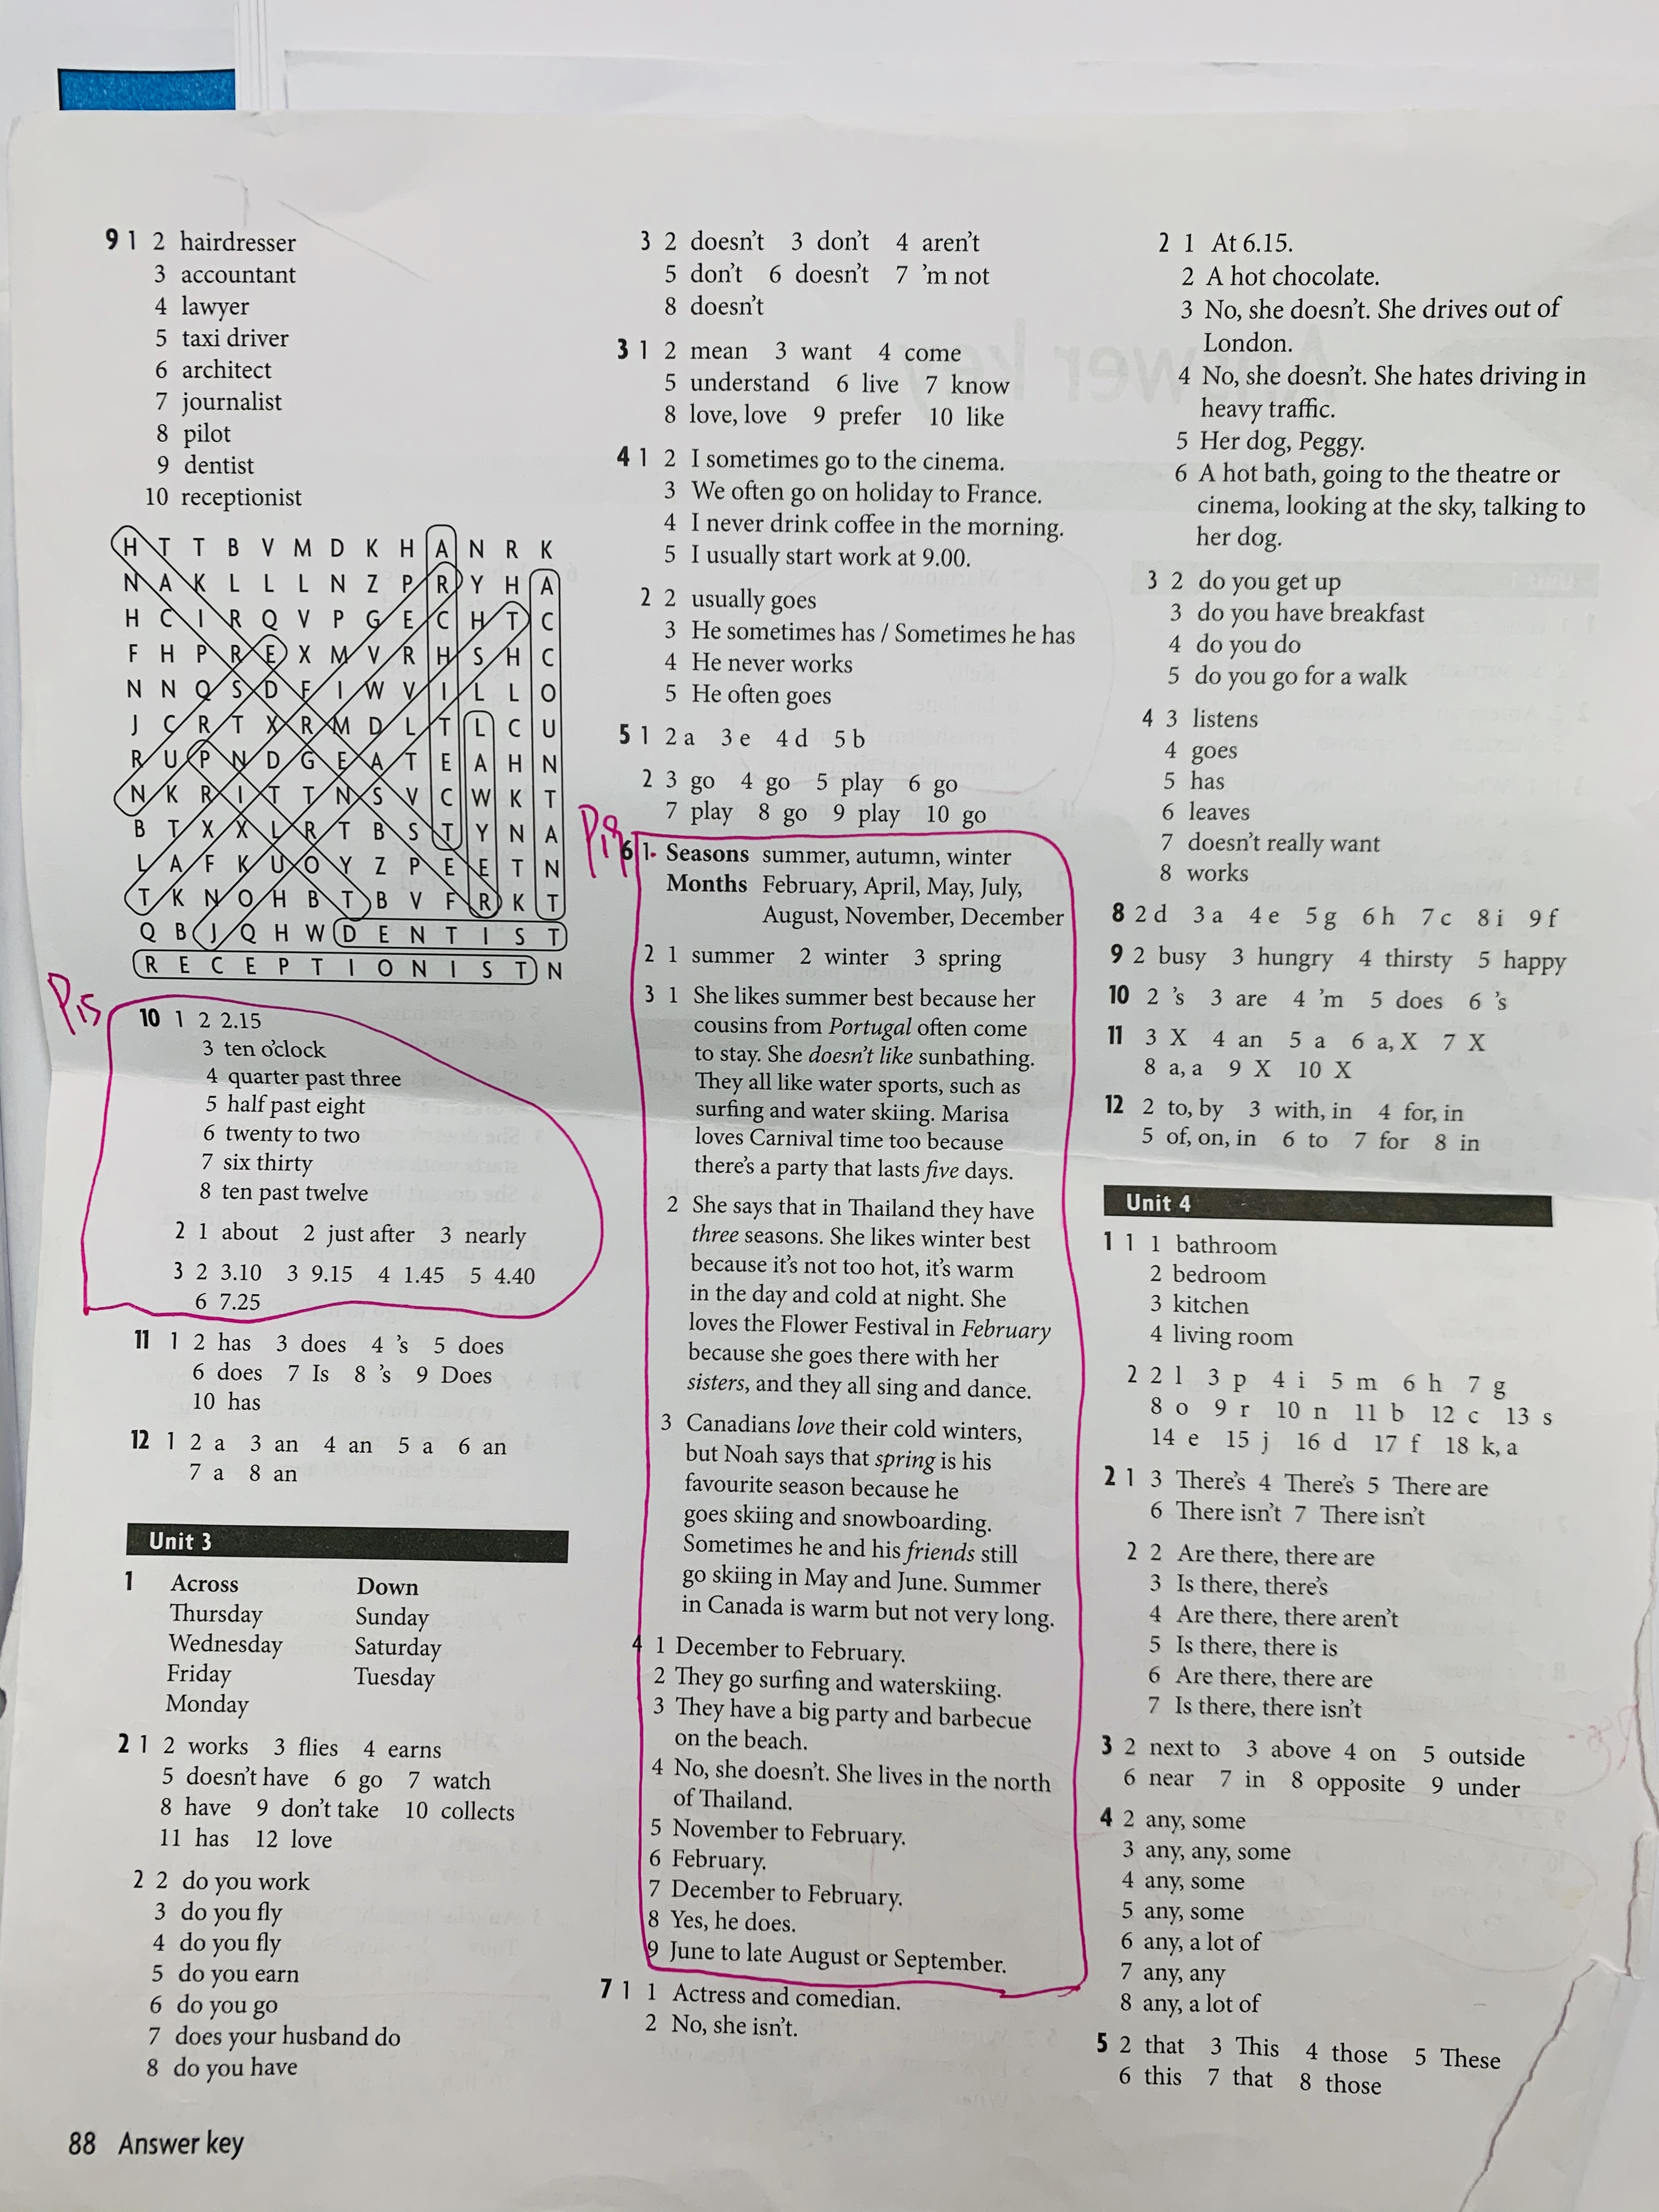 9 1 2 hairdresser
3 accountant
4 lawyer
5 taxi driver
6 architect
7 journalist
8 pilot
9 dentist
10 receptionist
H T T B V M D K H A N R K
N A K L L L N Z P R Y H A
H C I R Q V P G E C H T C
F H P R E X M V R H S H C
N N Q S D F I W V I L L O
J C R T X R M D L T L C U
R U P N D G E A T E A H N
N K R I T T N S V C W K T
B T X X L R T B S T Y N A
L A F K U O Y Z P E E T N
T K N O H B T B V F R K T
Q B J Q H W D E N T I S T
R E C E P T I O N I S T N
P15
10 1 2 2.15
3 ten o'clock
4 quarter past three
5 half past eight
6 twenty to two
7 six thirty
8 ten past twelve
2 1 about 2 just after 3 nearly
3 2 3.10 3 9.15 4 1.45 5 4.40
6 7.25
11 1 2 has 3 does 4 's 5 does
6 does 7 Is 8 's 9 Does
10 has
12 1 2 a 3 an 4 an 5 a 6 an
7 a 8 an
Unit 3
1 Across Down
Thursday Sunday
Wednesday Saturday
Friday Tuesday
Monday
2 1 2 works 3 flies 4 earns
5 doesn't have 6 go 7 watch
8 have 9 don't take 10 collects
11 has 12 love
2 2 do you work
3 do you fly
4 do you fly
5 do you earn
6 do you go
7 does your husband do
8 do you have
3 2 doesn't 3 don't 4 aren't
5 don't 6 doesn't 7 'm not
8 doesn't
3 1 2 mean 3 want 4 come
5 understand 6 live 7 know
8 love, love 9 prefer 10 like
4 1 2 I sometimes go to the cinema.
3 We often go on holiday to France.
4 I never drink coffee in the morning.
5 I usually start work at 9.00.
2 2 usually goes
3 He sometimes has / Sometimes he has
4 He never works
5 He often goes
5 1 2 a 3 e 4 d 5 b
2 3 go 4 go 5 play 6 go
7 play 8 go 9 play 10 go
6 1 Seasons summer, autumn, winter
Months February, April, May, July,
August, November, December
2 1 summer 2 winter 3 spring
3 1 She likes summer best because her
cousins from Portugal often come
to stay. She doesn't like sunbathing.
They all like water sports, such as
surfing and water skiing. Marisa
loves Carnival time too because
there's a party that lasts five days.
2 She says that in Thailand they have
three seasons. She likes winter best
because it's not too hot, it's warm
in the day and cold at night. She
loves the Flower Festival in February
because she goes there with her
sisters, and they all sing and dance.
3 Canadians love their cold winters,
but Noah says that spring is his
favourite season because he
goes skiing and snowboarding.
Sometimes he and his friends still
go skiing in May and June. Summer
in Canada is warm but not very long.
4 1 December to February.
2 They go surfing and waterskiing.
3 They have a big party and barbecue
on the beach.
4 No, she doesn't. She lives in the north
of Thailand.
5 November to February.
6 February.
7 December to February.
8 Yes, he does.
9 June to late August or September.
7 1 1 Actress and comedian.
2 No, she isn't.
2 1 At 6.15.
2 A hot chocolate.
3 No, she doesn't. She drives out of
London.
4 No, she doesn't. She hates driving in
heavy traffic.
5 Her dog, Peggy.
6 A hot bath, going to the theatre or
cinema, looking at the sky, talking to
her dog.
3 2 do you get up
3 do you have breakfast
4 do you do
5 do you go for a walk
4 3 listens
4 goes
5 has
6 leaves
7 doesn't really want
8 works
8 2 d 3 a 4 e 5 g 6 h 7 c 8 i 9 f
9 2 busy 3 hungry 4 thirsty 5 happy
10 2 's 3 are 4 'm 5 does 6 's
11 3 X 4 an 5 a 6 a, X 7 X
8 a, a 9 X 10 X
12 2 to, by 3 with, in 4 for, in
5 of, on, in 6 to 7 for 8 in
Unit 4
1 1 1 bathroom
2 bedroom
3 kitchen
4 living room
2 2 l 3 p 4 i 5 m 6 h 7 g
8 o 9 r 10 n 11 b 12 c 13 s
14 e 15 j 16 d 17 f 18 k, a
2 1 3 There's 4 There's 5 There are
6 There isn't 7 There isn't
2 2 Are there, there are
3 Is there, there's
4 Are there, there aren't
5 Is there, there is
6 Are there, there are
7 Is there, there isn't
3 2 next to 3 above 4 on 5 outside
6 near 7 in 8 opposite 9 under
4 2 any, some
3 any, any, some
4 any, some
5 any, some
6 any, a lot of
7 any, any
8 any, a lot of
5 2 that 3 This 4 those 5 These
6 this 7 that 8 those
88 Answer key